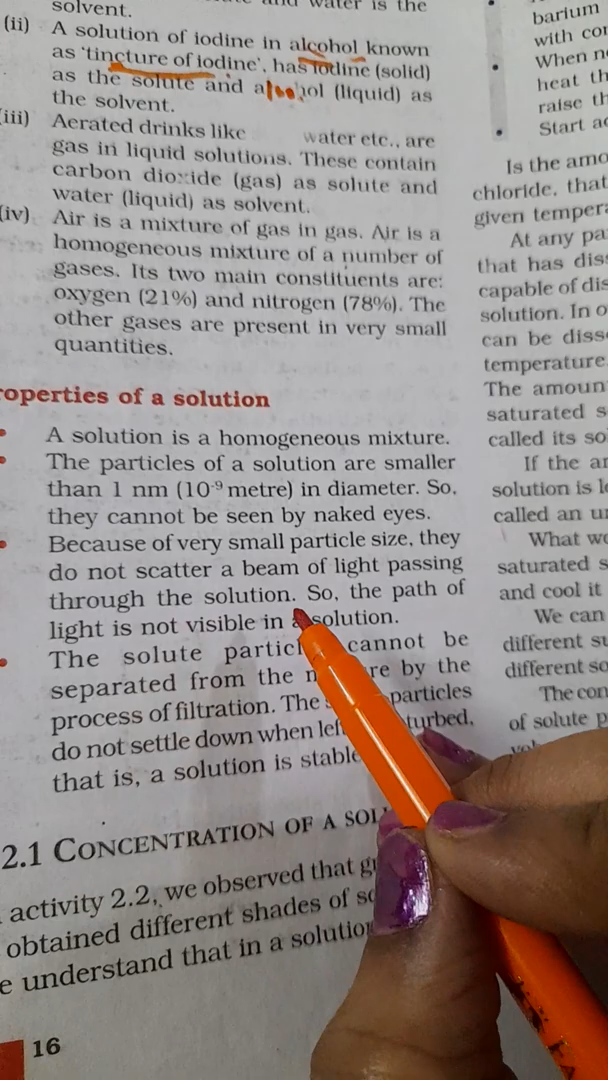 solvent.
water is the
(ii) A solution of iodine in alcohol known
as 'tincture of iodine', has iodine (solid)
as the solute and alcohol (liquid) as
the solvent.
(iii) Aerated drinks like water etc., are
gas in liquid solutions. These contain
carbon dioxide (gas) as solute and
water (liquid) as solvent.
(iv) Air is a mixture of gas in gas. Air is a
homogeneous mixture of a number of
gases. Its two main constituents are:
oxygen (21%) and nitrogen (78%). The
other gases are present in very small
quantities.
roperties of a solution
• A solution is a homogeneous mixture.
• The particles of a solution are smaller
than 1 nm (10⁻⁹ metre) in diameter. So,
they cannot be seen by naked eyes.
• Because of very small particle size, they
do not scatter a beam of light passing
through the solution. So, the path of
light is not visible in a solution.
• The solute particl cannot be
separated from the m re by the
process of filtration. The particles
do not settle down when lef turbed,
that is, a solution is stable
2.1 CONCENTRATION OF A SOL
activity 2.2, we observed that
obtained different shades of
e understand that in a solution
16
barium
with
When
heat th
raise th
Start
Is the amo
chloride, that
given tempera
At any pa
that has dis
capable of dis
solution. In
can be diss
temperature.
The amoun
saturated s
called its so
If the
solution is
called an
What
saturated s
and cool it
We can
different
different so
The con
of solute p